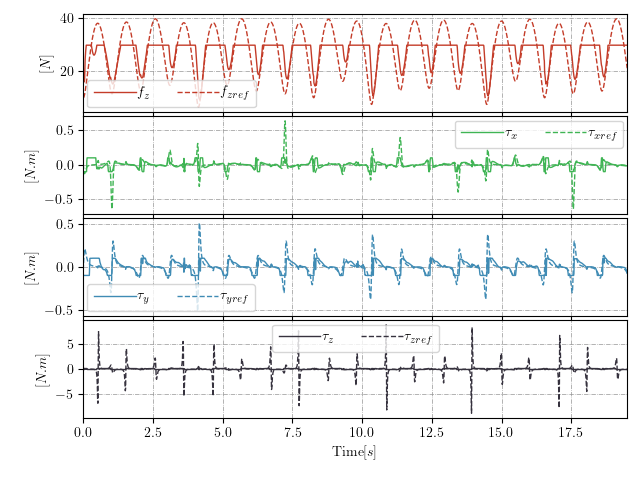 40
20
[N]
f_z f_zref
0.5
0.0
−0.5
[N.m]
τ_x τ_xref
0.5
0.0
−0.5
[N.m]
τ_y τ_yref
5
0
−5
[N.m]
τ_z τ_zref
0.0 2.5 5.0 7.5 10.0 12.5 15.0 17.5
Time[s]